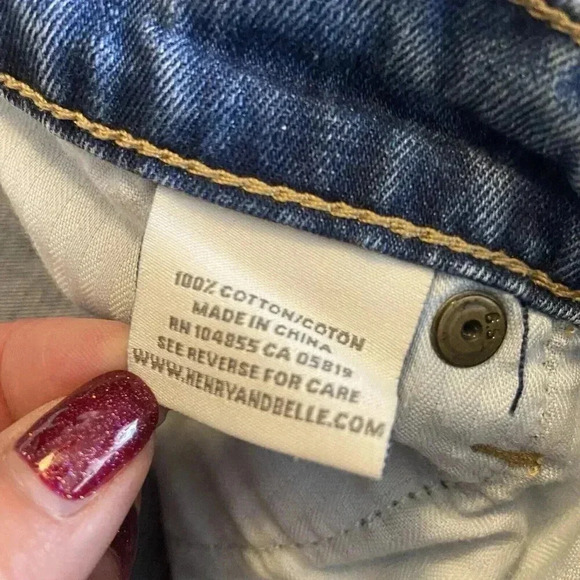 100% COTTON/COTON
MADE IN CHINA
RN 104855 CA 05819
SEE REVERSE FOR CARE
WWW.HENRYANDBELLE.COM